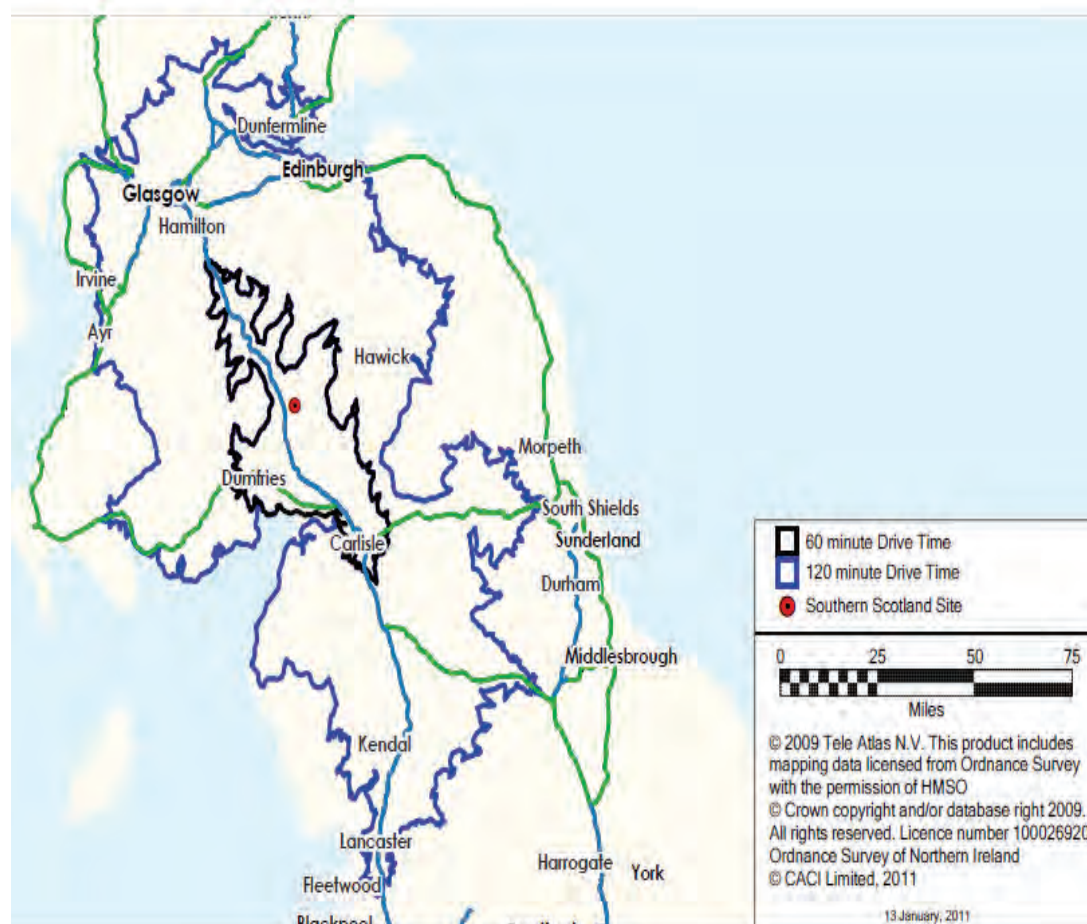 Dunfermline
Edinburgh
Glasgow
Hamilton
Irvine
Ayr
Hawick
Morpeth
Dumfries
South Shields
Carlisle
Sunderland
Durham
Middlesbrough
Kendal
Lancaster
Harrogate
York
Fleetwood
Blackpool
60 minute Drive Time
120 minute Drive Time
Southern Scotland Site
0 25 50 75
Miles
© 2009 Tele Atlas N.V. This product includes
mapping data licensed from Ordnance Survey
with the permission of HMSO
© Crown copyright and/or database right 2009.
All rights reserved. Licence number 100026920
Ordnance Survey of Northern Ireland
© CACI Limited, 2011
13 January, 2011